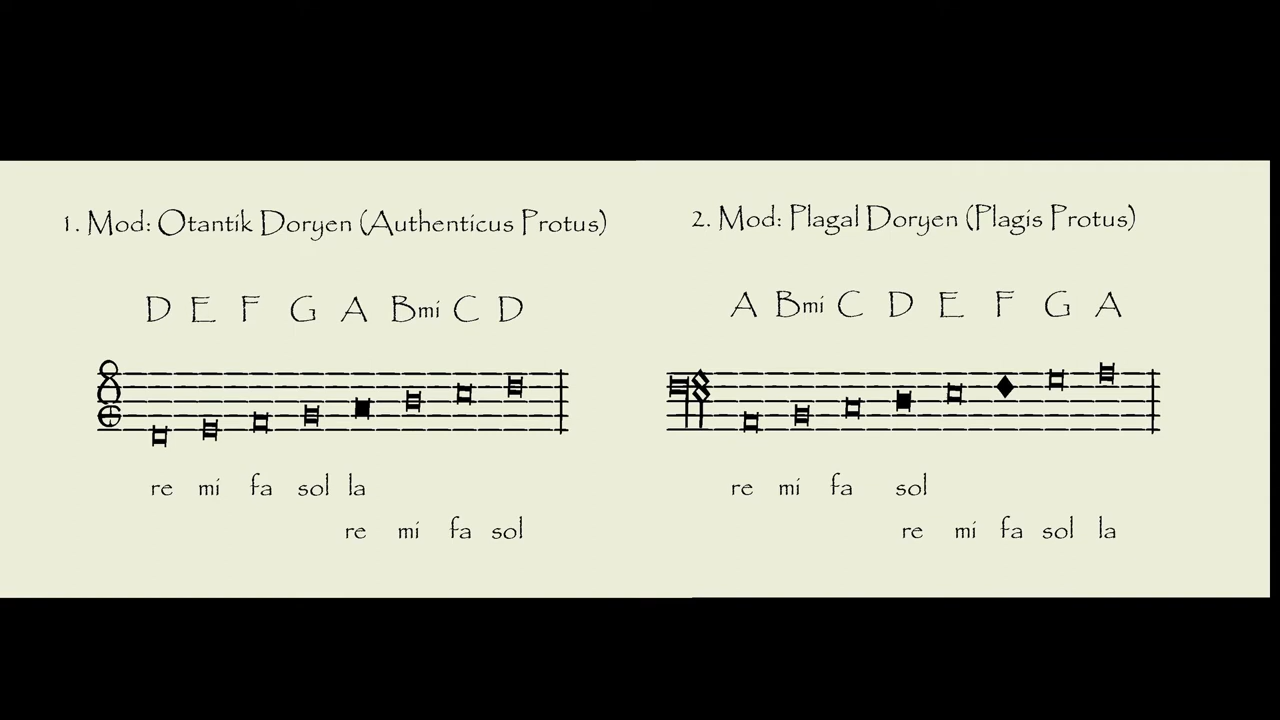 1. Mod: Otantik Doryen (Authenticus Protus)
D E F G A Bmi C D
re mi fa sol la
re mi fa sol
2. Mod: Plagal Doryen (Plagis Protus)
A Bmi C D E F G A
re mi fa sol
re mi fa sol la